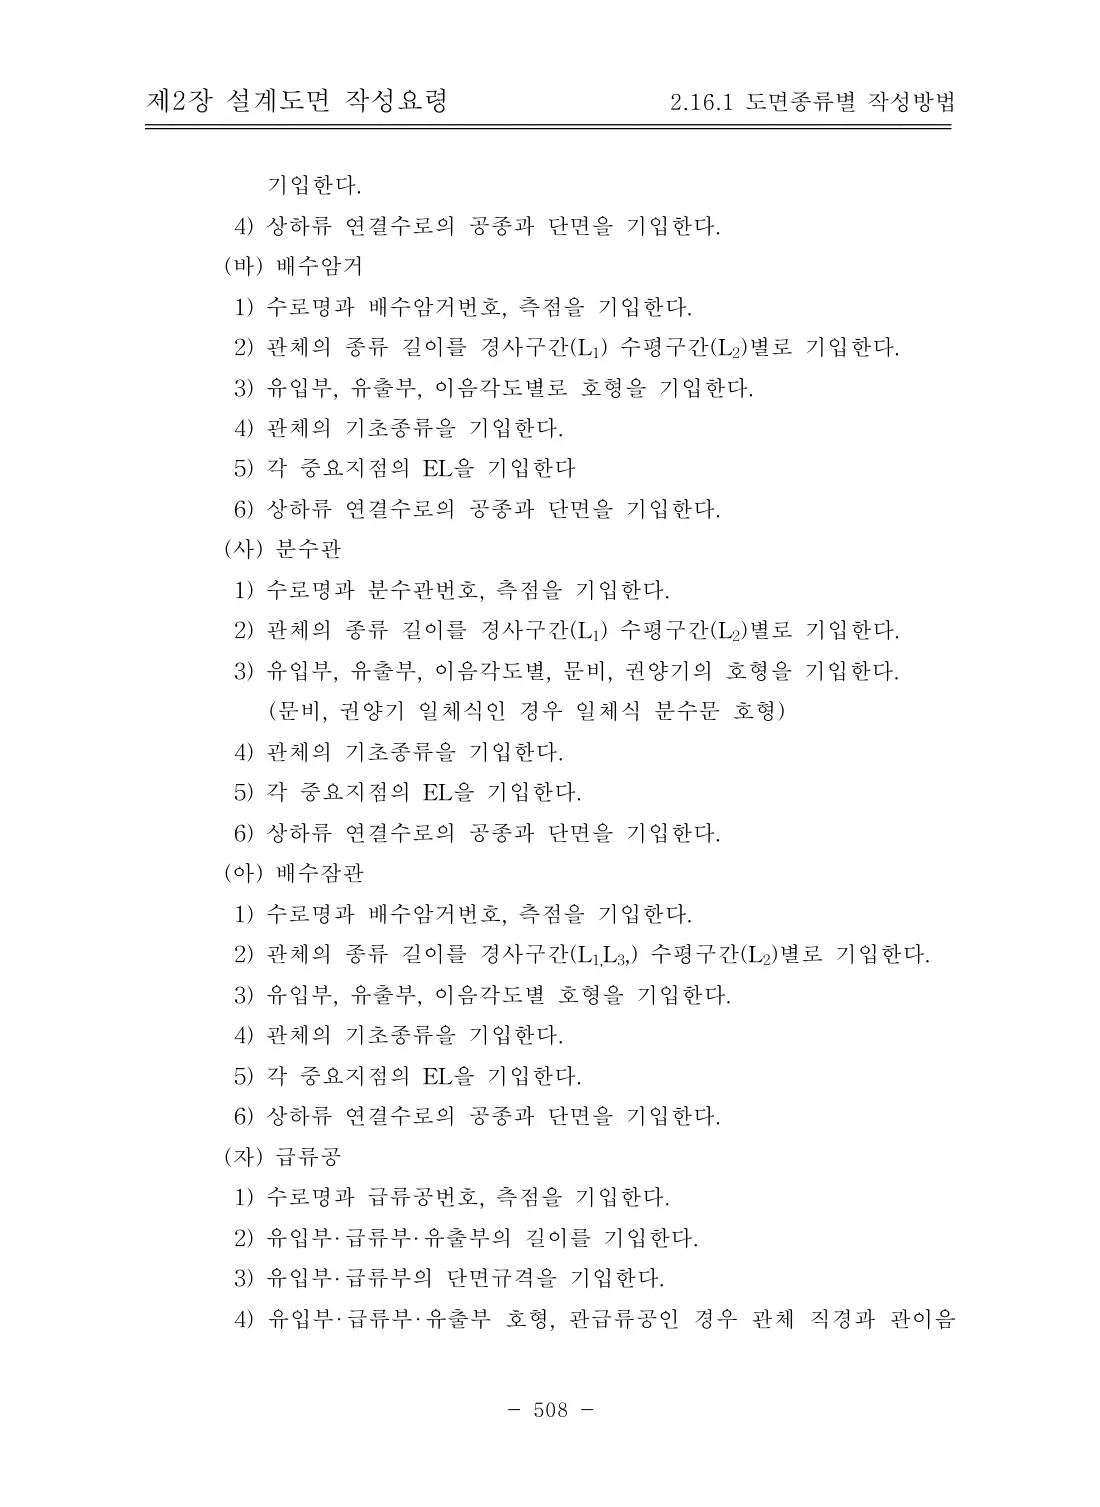 제2장 설계도면 작성요령 2.16.1 도면종류별 작성방법
기입한다.
4) 상하류 연결수로의 공종과 단면을 기입한다.
(바) 배수암거
1) 수로명과 배수암거번호, 측점을 기입한다.
2) 관체의 종류 길이를 경사구간(L₁) 수평구간(L₂)별로 기입한다.
3) 유입부, 유출부, 이음각도별로 호형을 기입한다.
4) 관체의 기초종류을 기입한다.
5) 각 중요지점의 EL을 기입한다
6) 상하류 연결수로의 공종과 단면을 기입한다.
(사) 분수관
1) 수로명과 분수관번호, 측점을 기입한다.
2) 관체의 종류 길이를 경사구간(L₁) 수평구간(L₂)별로 기입한다.
3) 유입부, 유출부, 이음각도별, 문비, 권양기의 호형을 기입한다.
(문비, 권양기 일체식인 경우 일체식 분수문 호형)
4) 관체의 기초종류을 기입한다.
5) 각 중요지점의 EL을 기입한다.
6) 상하류 연결수로의 공종과 단면을 기입한다.
(아) 배수잠관
1) 수로명과 배수암거번호, 측점을 기입한다.
2) 관체의 종류 길이를 경사구간(L₁,L₃,) 수평구간(L₂)별로 기입한다.
3) 유입부, 유출부, 이음각도별 호형을 기입한다.
4) 관체의 기초종류을 기입한다.
5) 각 중요지점의 EL을 기입한다.
6) 상하류 연결수로의 공종과 단면을 기입한다.
(자) 급류공
1) 수로명과 급류공번호, 측점을 기입한다.
2) 유입부·급류부·유출부의 길이를 기입한다.
3) 유입부·급류부의 단면규격을 기입한다.
4) 유입부·급류부·유출부 호형, 관급류공인 경우 관체 직경과 관이음
- 508 -